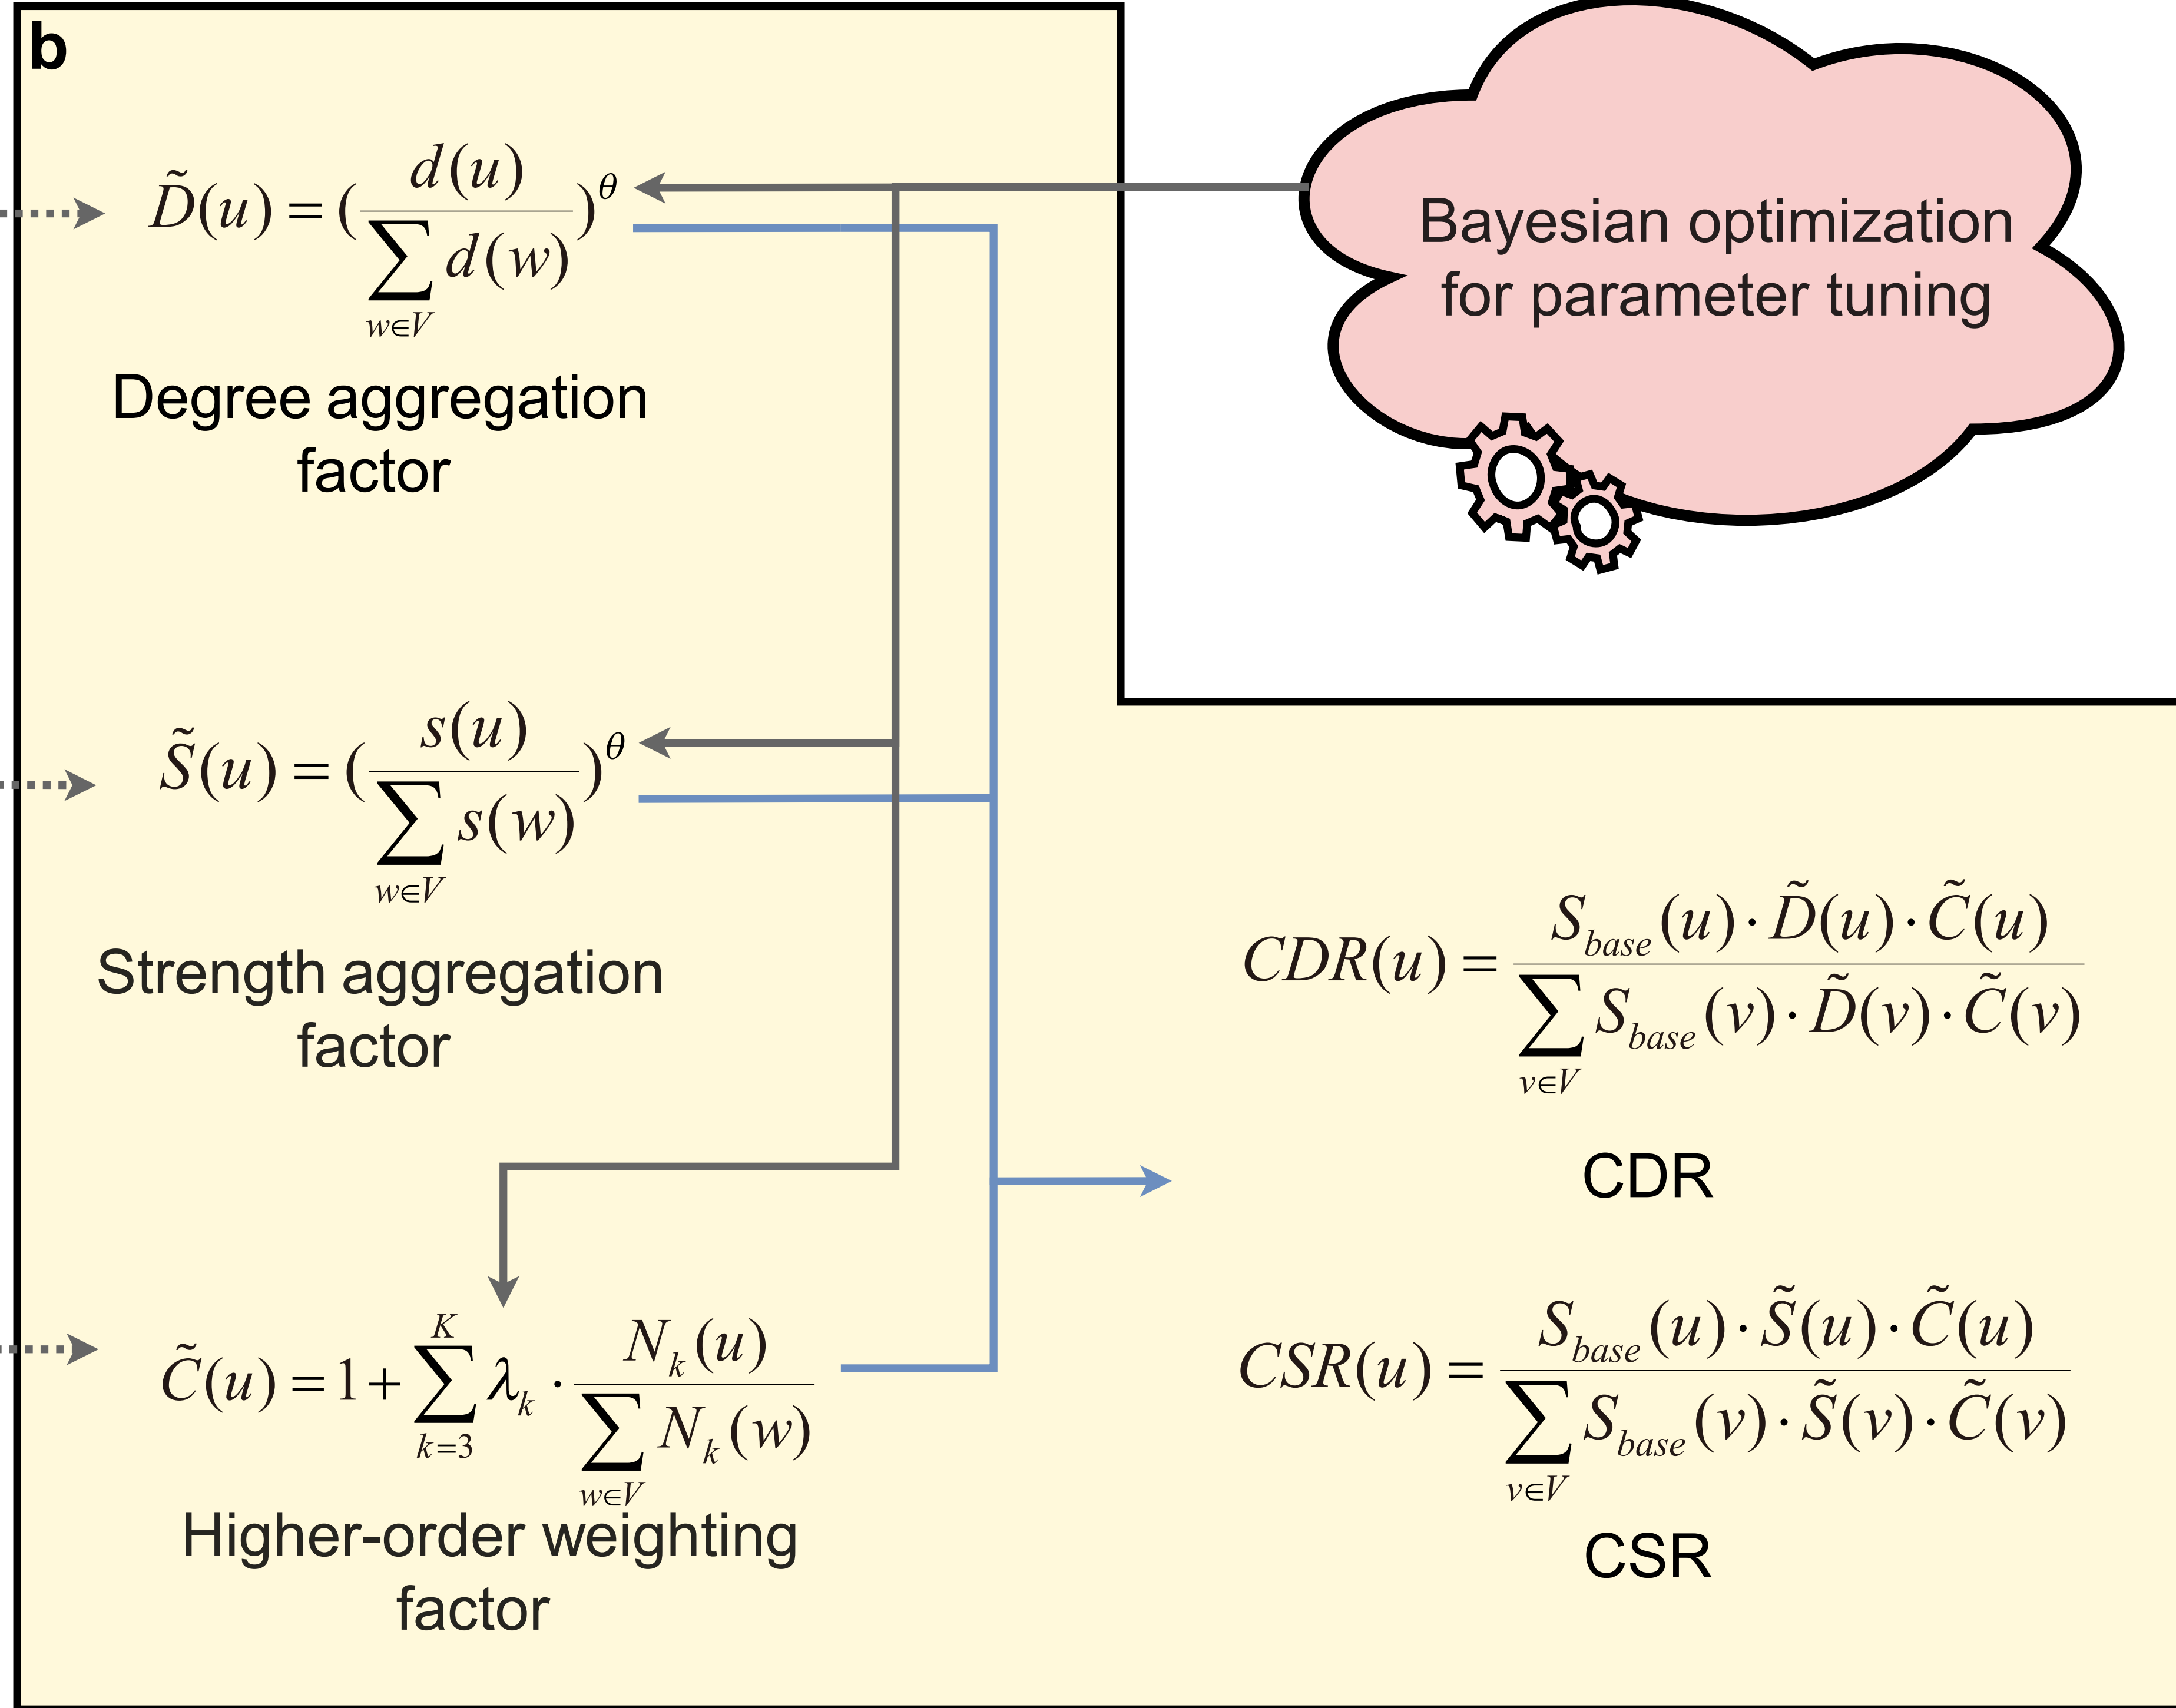 b
D̃(u) = (d(u) / ∑_{w∈V} d(w))^θ
Degree aggregation
factor
Bayesian optimization
for parameter tuning
S̃(u) = (s(u) / ∑_{w∈V} s(w))^θ
Strength aggregation
factor
C̃(u) = 1 + ∑_{k=3}^{K} λ_k · N_k(u) / ∑_{w∈V} N_k(w)
Higher-order weighting
factor
CDR(u) = S_base(u) · D̃(u) · C̃(u) / ∑_{v∈V} S_base(v) · D̃(v) · C̃(v)
CDR
CSR(u) = S_base(u) · S̃(u) · C̃(u) / ∑_{v∈V} S_base(v) · S̃(v) · C̃(v)
CSR